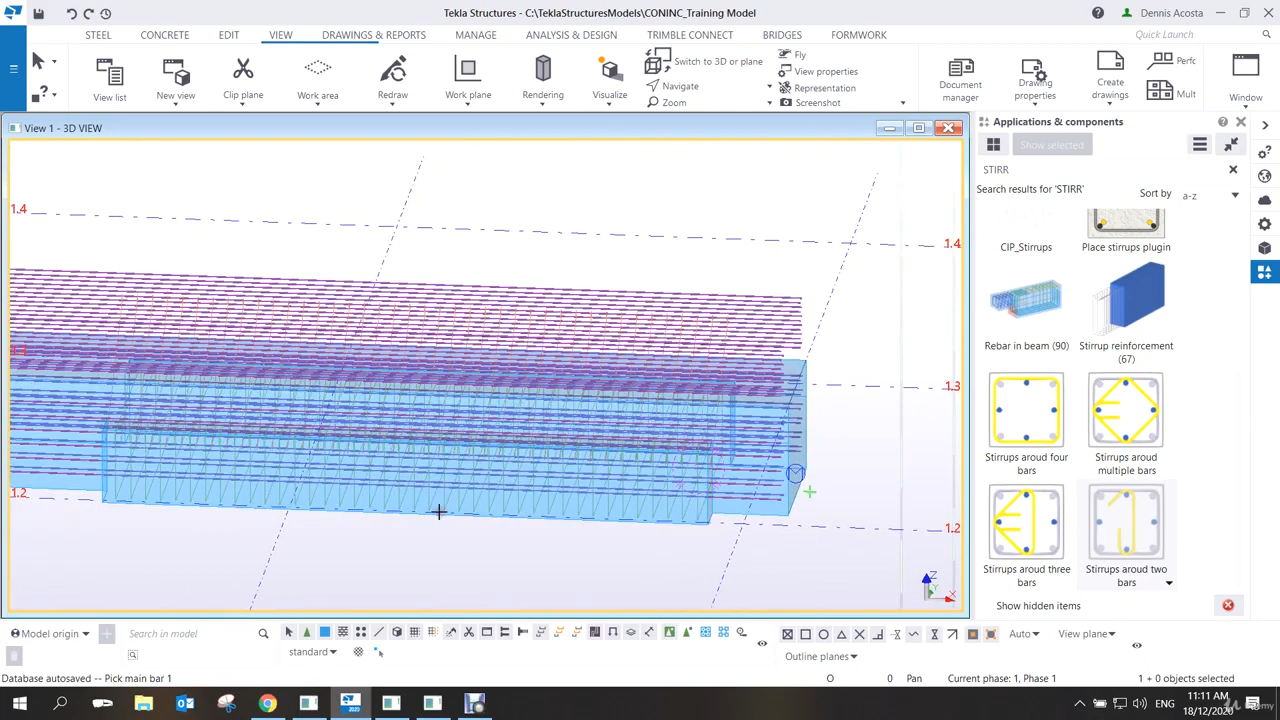 Tekla Structures - C:\TeklaStructuresModels\CONINC_Training Model
Dennis Acosta
STEEL CONCRETE EDIT VIEW DRAWINGS & REPORTS MANAGE ANALYSIS & DESIGN TRIMBLE CONNECT BRIDGES FORMWORK
Quick Launch
View list
New view
Clip plane
Work area
Redraw
Work plane
Rendering
Visualize
Switch to 3D or plane
Navigate
Zoom
Fly
View properties
Representation
Screenshot
Document manager
Drawing properties
Create drawings
Perfc
Mult
Window
View 1 - 3D VIEW
1.4
1.4
1.3
1.2
1.2
Z
X
Applications & components
Show selected
STIRR
Search results for 'STIRR'
Sort by
a-z
CIP_Stirrups
Place stirrups plugin
Rebar in beam (90)
Stirrup reinforcement (67)
Stirrups aroud four bars
Stirrups aroud multiple bars
Stirrups aroud three bars
Stirrups aroud two bars
Show hidden items
Model origin
Search in model
standard
Auto
View plane
Outline planes
Database autosaved -- Pick main bar 1
O
0
Pan
Current phase: 1, Phase 1
1 + 0 objects selected
ENG
11:11 AM
18/12/2020
Udemy